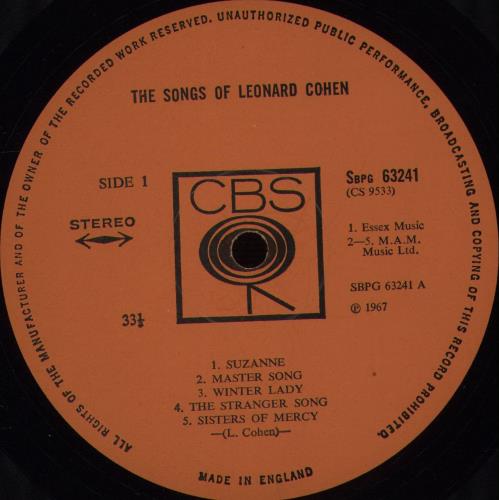 ALL RIGHTS OF THE MANUFACTURER AND OF THE OWNER OF THE RECORDED WORK RESERVED. UNAUTHORIZED PUBLIC PERFORMANCE, BROADCASTING AND COPYING OF THIS RECORD PROHIBITED.
THE SONGS OF LEONARD COHEN
SIDE 1
STEREO
33⅓
CBS
SBPG 63241
(CS 9533)
1. Essex Music
2—5. M.A.M.
Music Ltd.
SBPG 63241 A
℗ 1967
1. SUZANNE
2. MASTER SONG
3. WINTER LADY
4. THE STRANGER SONG
5. SISTERS OF MERCY
—(L. Cohen)—
MADE IN ENGLAND